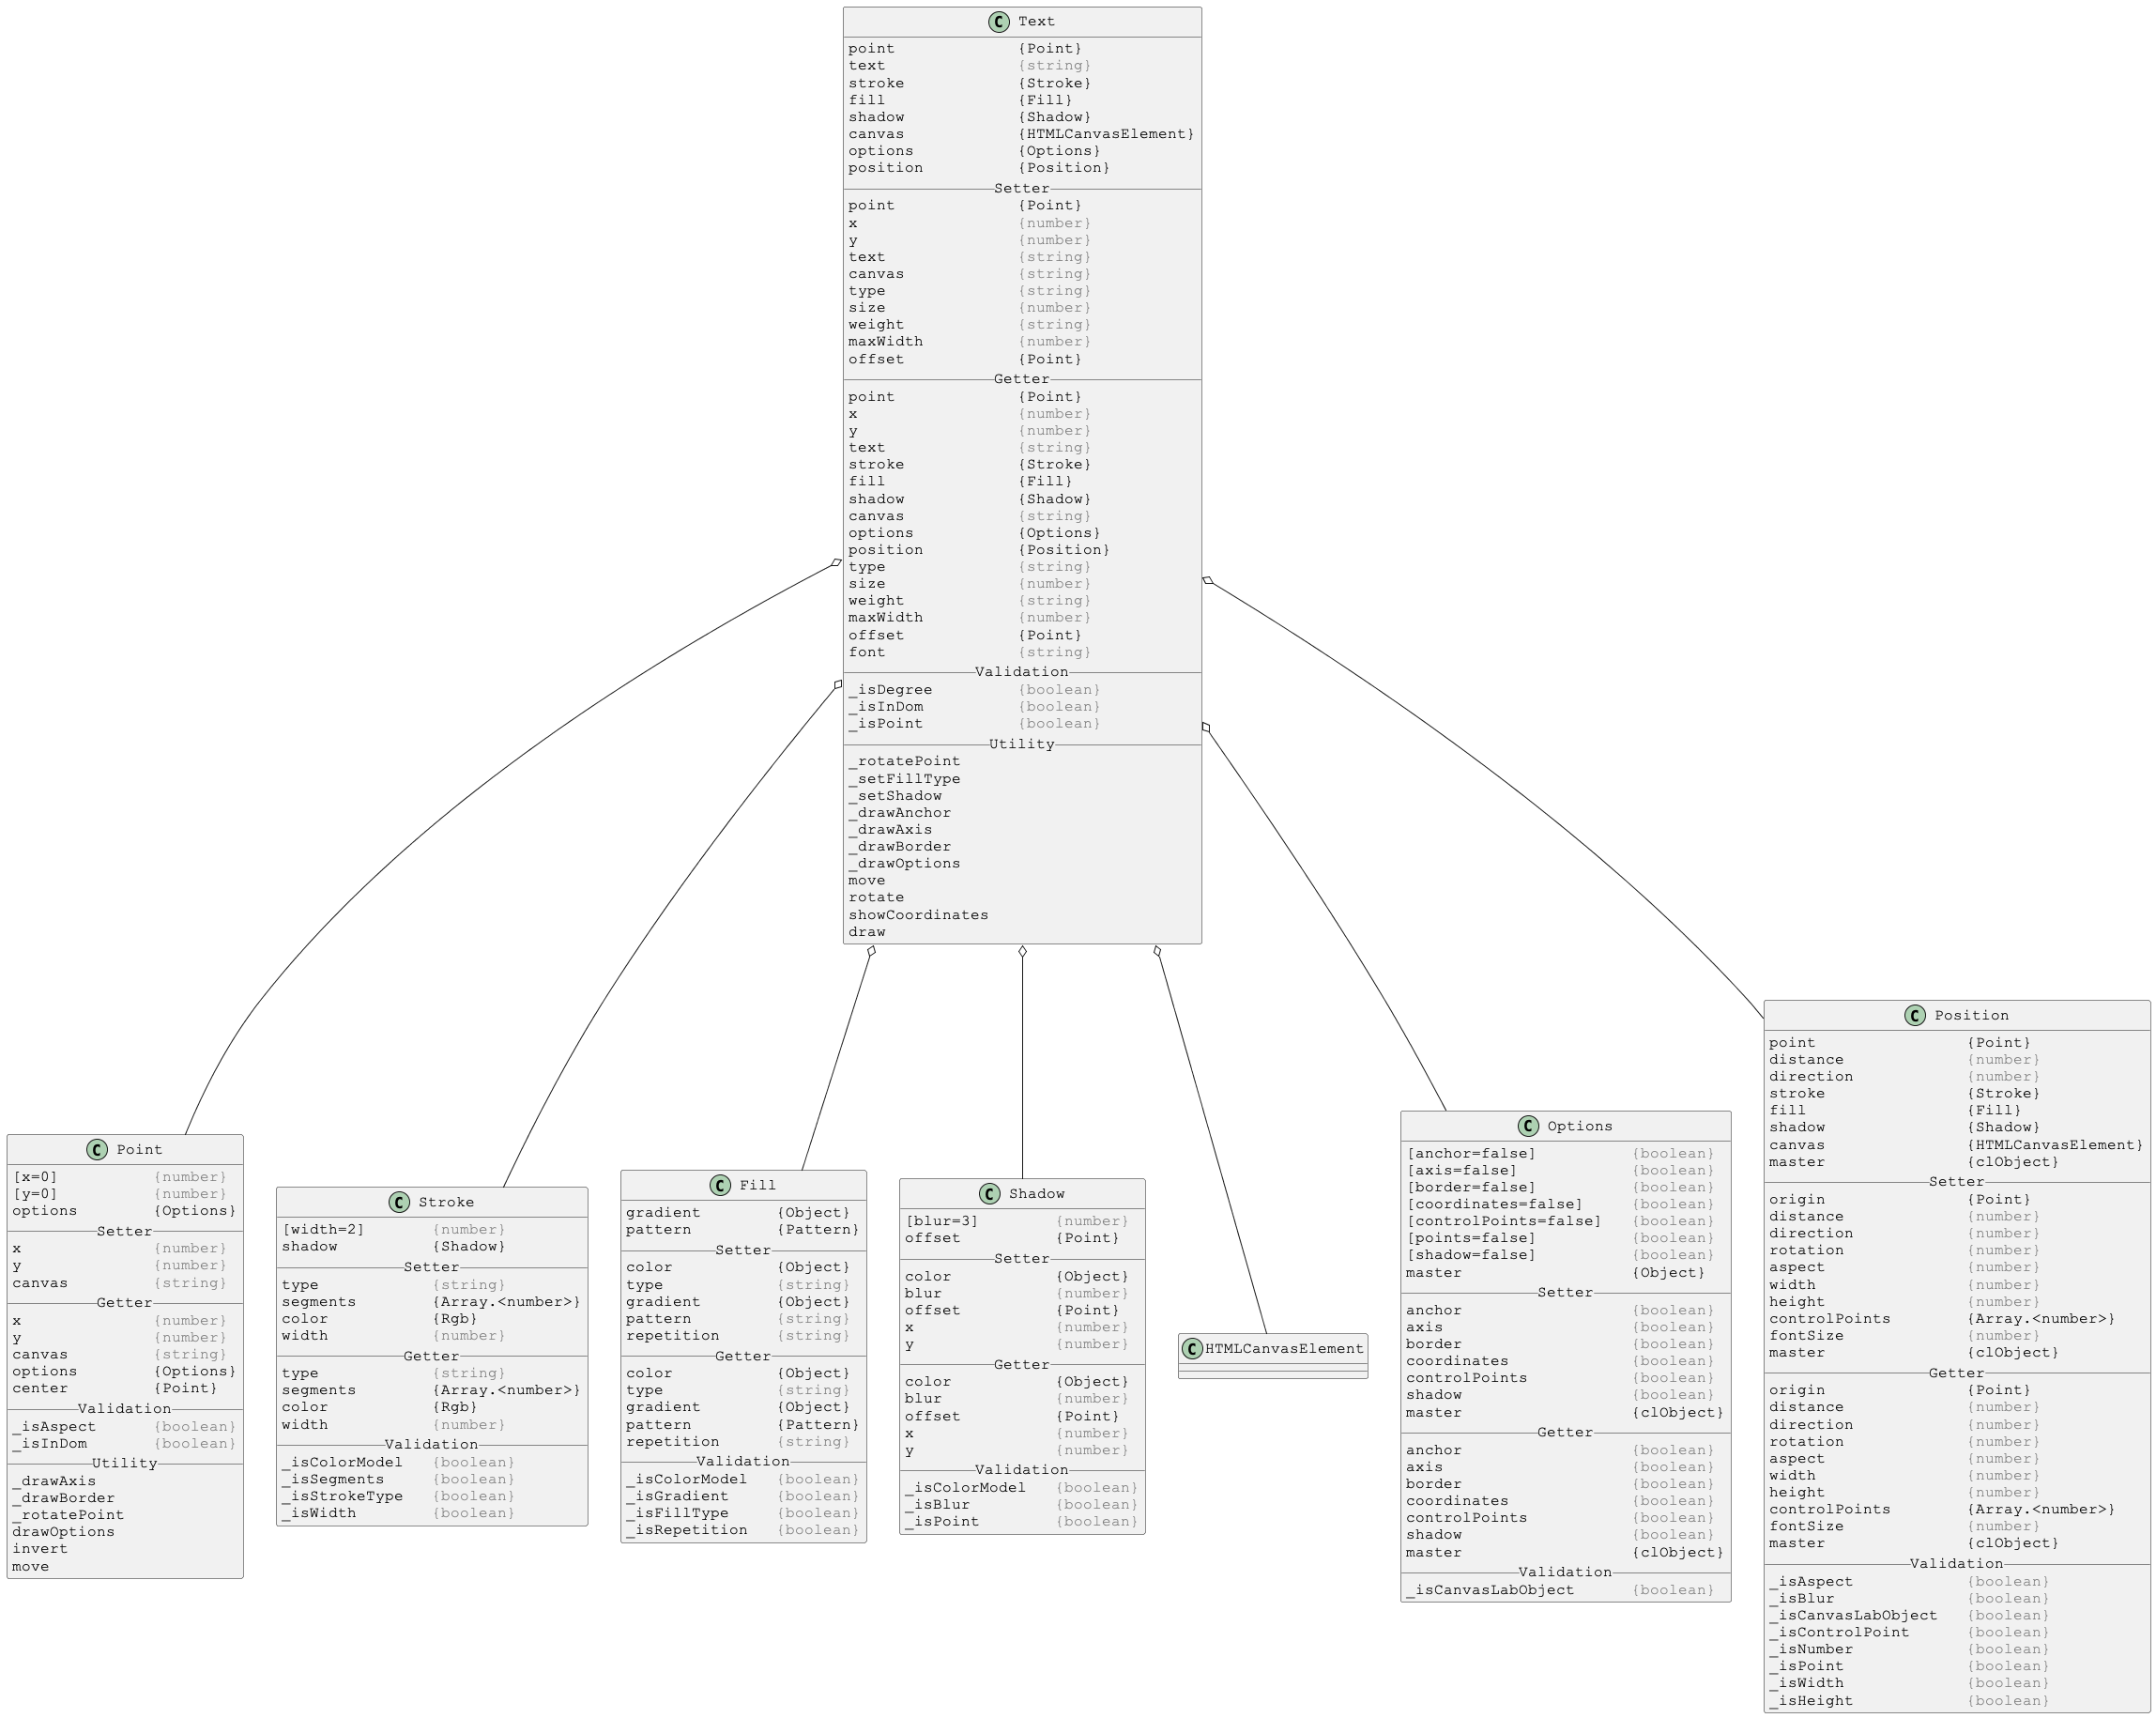 C Text
point {Point}
text {string}
stroke {Stroke}
fill {Fill}
shadow {Shadow}
canvas {HTMLCanvasElement}
options {Options}
position {Position}
Setter
point {Point}
x {number}
y {number}
text {string}
canvas {string}
type {string}
size {number}
weight {string}
maxWidth {number}
offset {Point}
Getter
point {Point}
x {number}
y {number}
text {string}
stroke {Stroke}
fill {Fill}
shadow {Shadow}
canvas {string}
options {Options}
position {Position}
type {string}
size {number}
weight {string}
maxWidth {number}
offset {Point}
font {string}
Validation
_isDegree {boolean}
_isInDom {boolean}
_isPoint {boolean}
Utility
_rotatePoint
_setFillType
_setShadow
_drawAnchor
_drawAxis
_drawBorder
_drawOptions
move
rotate
showCoordinates
draw
C Point
[x=0] {number}
[y=0] {number}
options {Options}
Setter
x {number}
y {number}
canvas {string}
Getter
x {number}
y {number}
canvas {string}
options {Options}
center {Point}
Validation
_isAspect {boolean}
_isInDom {boolean}
Utility
_drawAxis
_drawBorder
_rotatePoint
drawOptions
invert
move
C Stroke
[width=2] {number}
shadow {Shadow}
Setter
type {string}
segments {Array.<number>}
color {Rgb}
width {number}
Getter
type {string}
segments {Array.<number>}
color {Rgb}
width {number}
Validation
_isColorModel {boolean}
_isSegments {boolean}
_isStrokeType {boolean}
_isWidth {boolean}
C Fill
gradient {Object}
pattern {Pattern}
Setter
color {Object}
type {string}
gradient {Object}
pattern {string}
repetition {string}
Getter
color {Object}
type {string}
gradient {Object}
pattern {Pattern}
repetition {string}
Validation
_isColorModel {boolean}
_isGradient {boolean}
_isFillType {boolean}
_isRepetition {boolean}
C Shadow
[blur=3] {number}
offset {Point}
Setter
color {Object}
blur {number}
offset {Point}
x {number}
y {number}
Getter
color {Object}
blur {number}
offset {Point}
x {number}
y {number}
Validation
_isColorModel {boolean}
_isBlur {boolean}
_isPoint {boolean}
C HTMLCanvasElement
C Options
[anchor=false] {boolean}
[axis=false] {boolean}
[border=false] {boolean}
[coordinates=false] {boolean}
[controlPoints=false] {boolean}
[points=false] {boolean}
[shadow=false] {boolean}
master {Object}
Setter
anchor {boolean}
axis {boolean}
border {boolean}
coordinates {boolean}
controlPoints {boolean}
shadow {boolean}
master {clObject}
Getter
anchor {boolean}
axis {boolean}
border {boolean}
coordinates {boolean}
controlPoints {boolean}
shadow {boolean}
master {clObject}
Validation
_isCanvasLabObject {boolean}
C Position
point {Point}
distance {number}
direction {number}
stroke {Stroke}
fill {Fill}
shadow {Shadow}
canvas {HTMLCanvasElement}
master {clObject}
Setter
origin {Point}
distance {number}
direction {number}
rotation {number}
aspect {number}
width {number}
height {number}
controlPoints {Array.<number>}
fontSize {number}
master {clObject}
Getter
origin {Point}
distance {number}
direction {number}
rotation {number}
aspect {number}
width {number}
height {number}
controlPoints {Array.<number>}
fontSize {number}
master {clObject}
Validation
_isAspect {boolean}
_isBlur {boolean}
_isCanvasLabObject {boolean}
_isControlPoint {boolean}
_isNumber {boolean}
_isPoint {boolean}
_isWidth {boolean}
_isHeight {boolean}